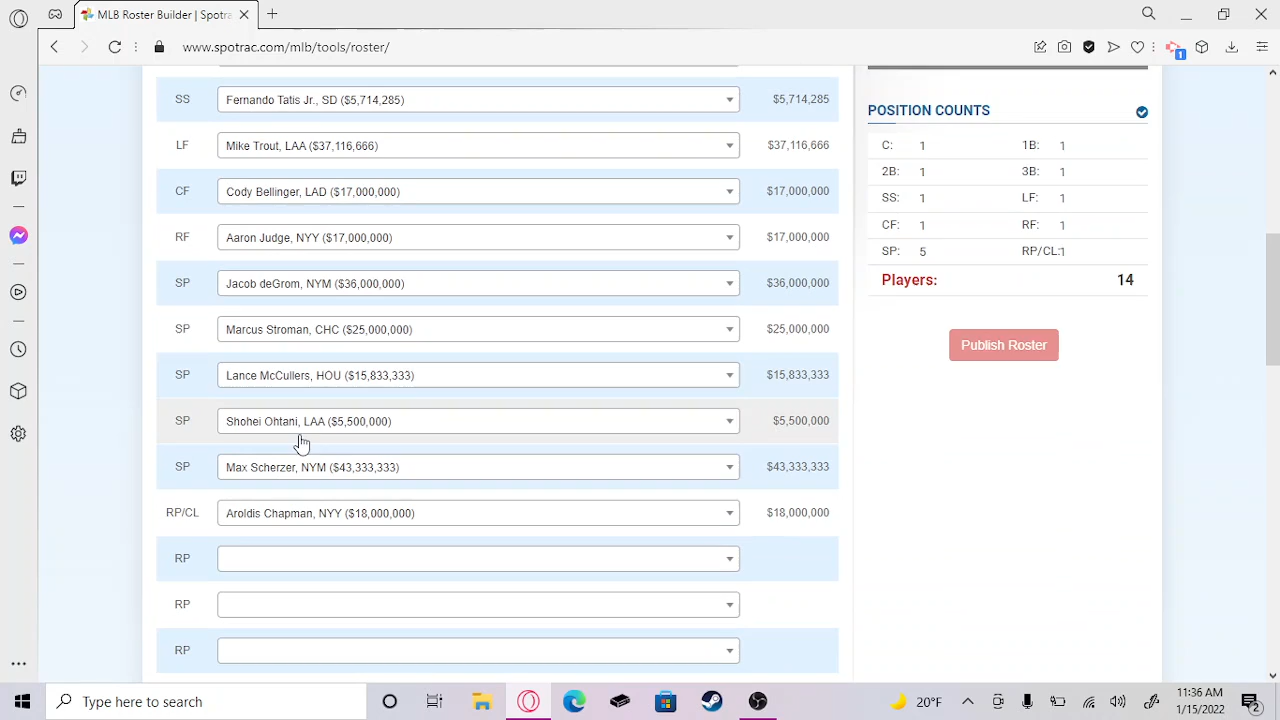 MLB Roster Builder | Spotra
www.spotrac.com/mlb/tools/roster/
1
SS Fernando Tatis Jr., SD ($5,714,285) $5,714,285
LF Mike Trout, LAA ($37,116,666) $37,116,666
CF Cody Bellinger, LAD ($17,000,000) $17,000,000
RF Aaron Judge, NYY ($17,000,000) $17,000,000
SP Jacob deGrom, NYM ($36,000,000) $36,000,000
SP Marcus Stroman, CHC ($25,000,000) $25,000,000
SP Lance McCullers, HOU ($15,833,333) $15,833,333
SP Shohei Ohtani, LAA ($5,500,000) $5,500,000
SP Max Scherzer, NYM ($43,333,333) $43,333,333
RP/CL Aroldis Chapman, NYY ($18,000,000) $18,000,000
RP
RP
RP
POSITION COUNTS
C: 1 1B: 1
2B: 1 3B: 1
SS: 1 LF: 1
CF: 1 RF: 1
SP: 5 RP/CL: 1
Players: 14
Publish Roster
Type here to search
20°F
11:36 AM
1/15/2022
2